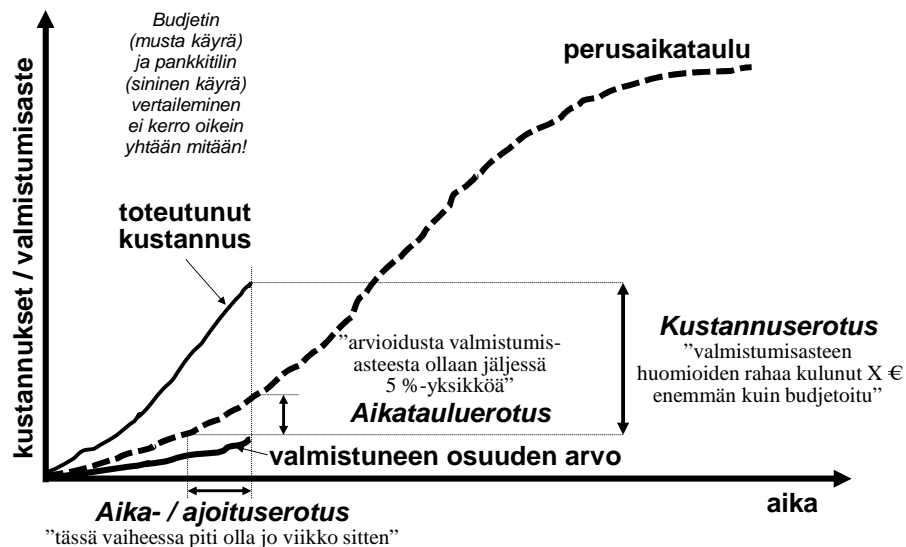 Budjetin
(musta käyrä)
ja pankkitilin
(sininen käyrä)
vertaileminen
ei kerro oikein
yhtään mitään!
perusaikataulu
kustannukset / valmistumisaste
toteutunut
kustannus
”arvioidusta valmistumis-
asteesta ollaan jäljessä
5 %-yksikköä”
Aikatauluerotus
Kustannuserotus
”valmistumisasteen
huomioiden rahaa kulunut X €
enemmän kuin budjetoitu”
valmistuneen osuuden arvo
aika
Aika- / ajoituserotus
”tässä vaiheessa piti olla jo viikko sitten”